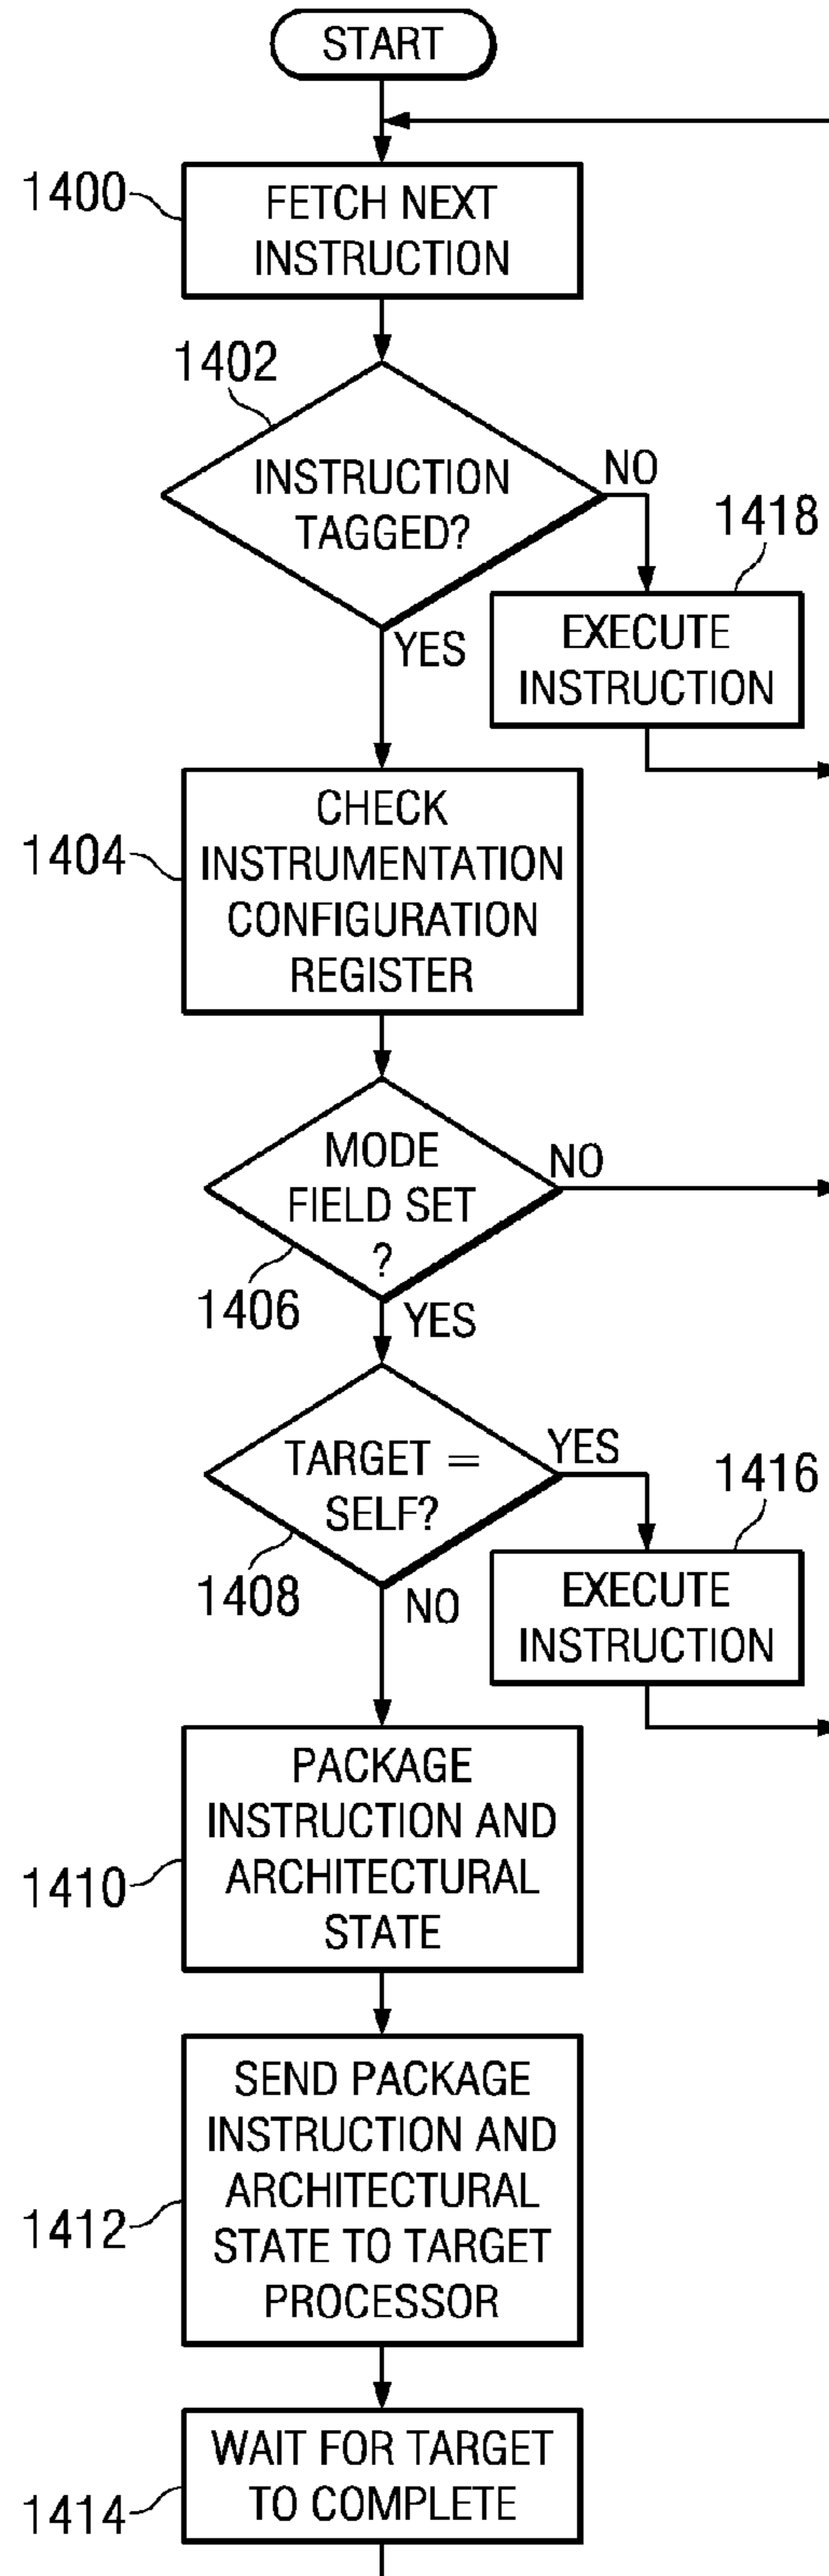 START
1400
FETCH NEXT
INSTRUCTION
1402
INSTRUCTION
TAGGED?
NO
YES
1418
EXECUTE
INSTRUCTION
1404
CHECK
INSTRUMENTATION
CONFIGURATION
REGISTER
MODE
FIELD SET
?
NO
1406
YES
TARGET =
SELF?
YES
1408
NO
1416
EXECUTE
INSTRUCTION
1410
PACKAGE
INSTRUCTION AND
ARCHITECTURAL
STATE
1412
SEND PACKAGE
INSTRUCTION AND
ARCHITECTURAL
STATE TO TARGET
PROCESSOR
1414
WAIT FOR TARGET
TO COMPLETE